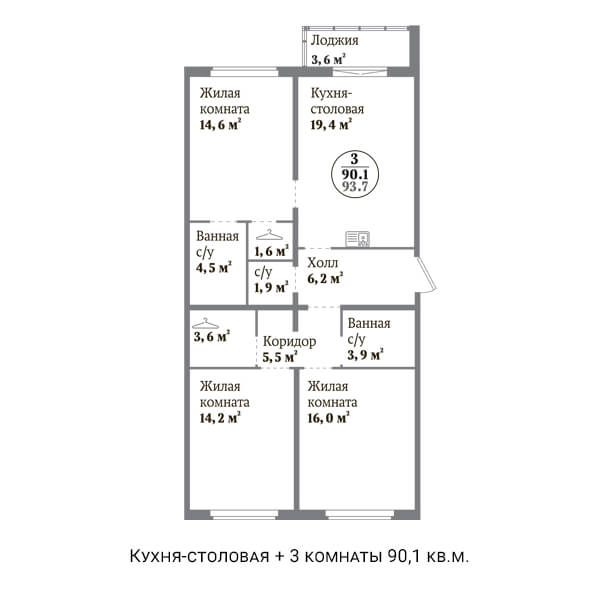 Лоджия
3,6 м²
Жилая
комната
14,6 м²
Кухня-
столовая
19,4 м²
3
90.1
93.7
Ванная
с/у
4,5 м²
1,6 м²
с/у
1,9 м²
Холл
6,2 м²
3,6 м²
Коридор
5,5 м²
Ванная
с/у
3,9 м²
Жилая
комната
14,2 м²
Жилая
комната
16,0 м²
Кухня-столовая + 3 комнаты 90,1 кв.м.